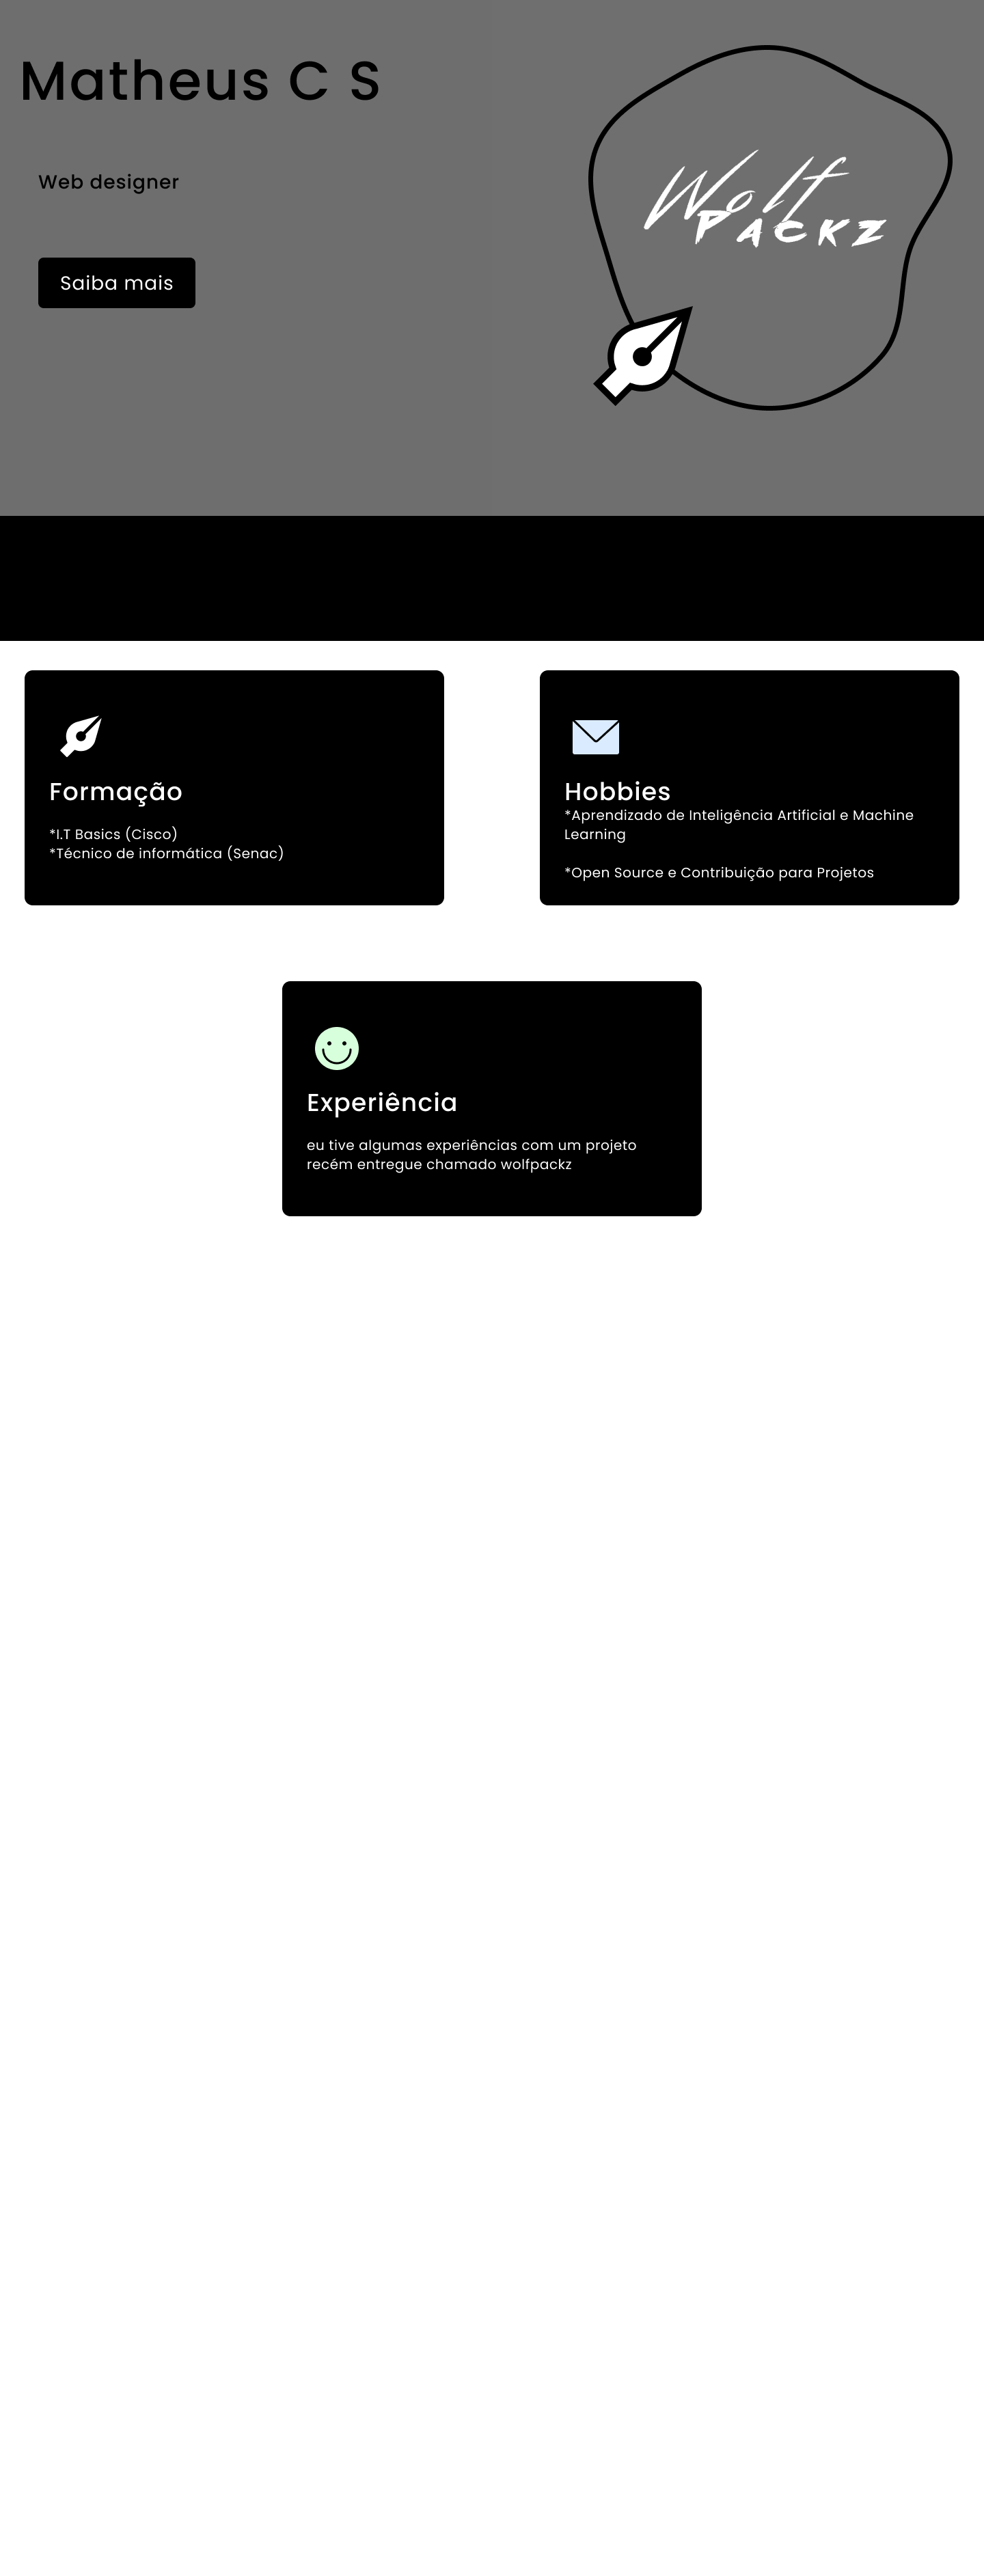 Matheus C S
Web designer
Saiba mais
Wolf
PACKZ
Formação
*I.T Basics (Cisco)
*Técnico de informática (Senac)
Hobbies
*Aprendizado de Inteligência Artificial e Machine
Learning
*Open Source e Contribuição para Projetos
Experiência
eu tive algumas experiências com um projeto
recém entregue chamado wolfpackz